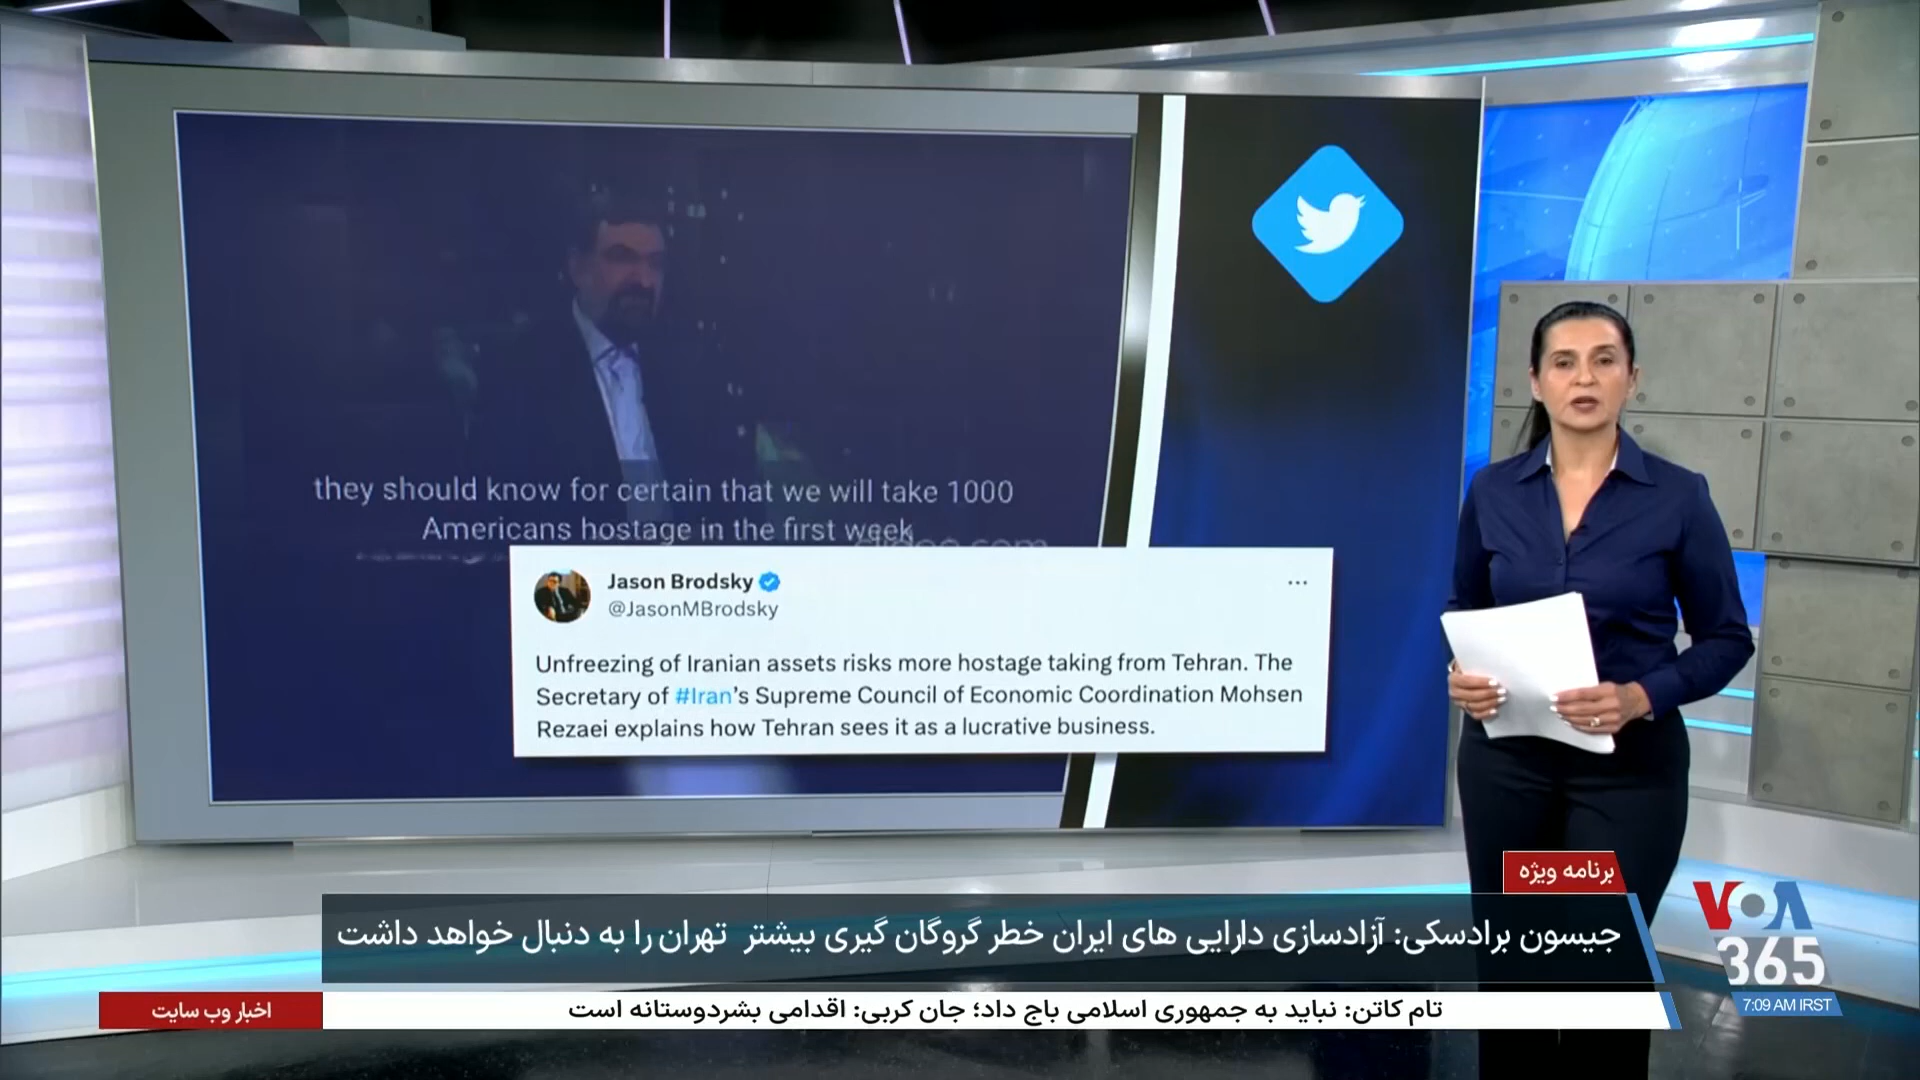 they should know for certain that we will take 1000
Americans hostage in the first week
Jason Brodsky
@JasonMBrodsky
Unfreezing of Iranian assets risks more hostage taking from Tehran. The
Secretary of #Iran's Supreme Council of Economic Coordination Mohsen
Rezaei explains how Tehran sees it as a lucrative business.
برنامه ویژه
جیسون برادسکی: آزادسازی دارایی های ایران خطر گروگان گیری بیشتر تهران را به دنبال خواهد داشت
VOA
365
7:09 AM IRST
اخبار وب سایت
تام کاتن: نباید به جمهوری اسلامی باج داد؛ جان کربی: اقدامی بشردوستانه است